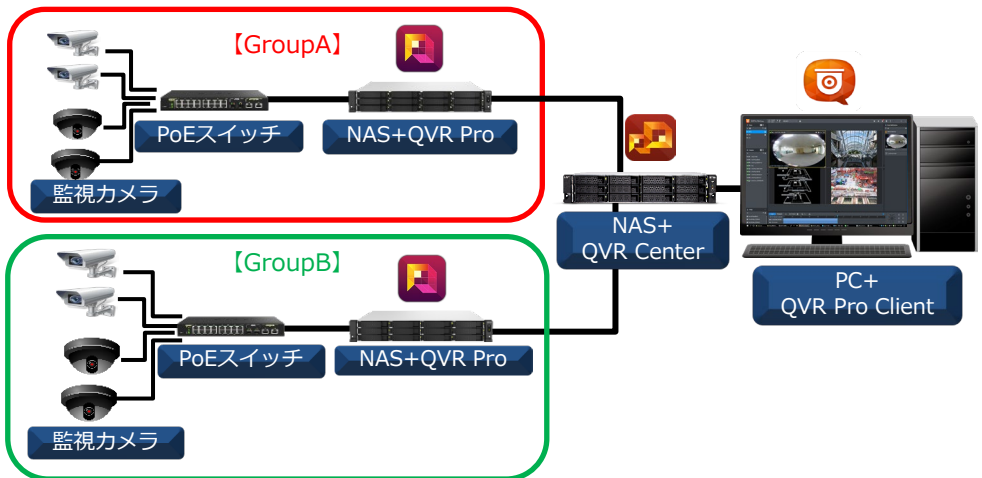 【GroupA】
PoEスイッチ
NAS+QVR Pro
監視カメラ
NAS+
QVR Center
PC+
QVR Pro Client
【GroupB】
PoEスイッチ
NAS+QVR Pro
監視カメラ